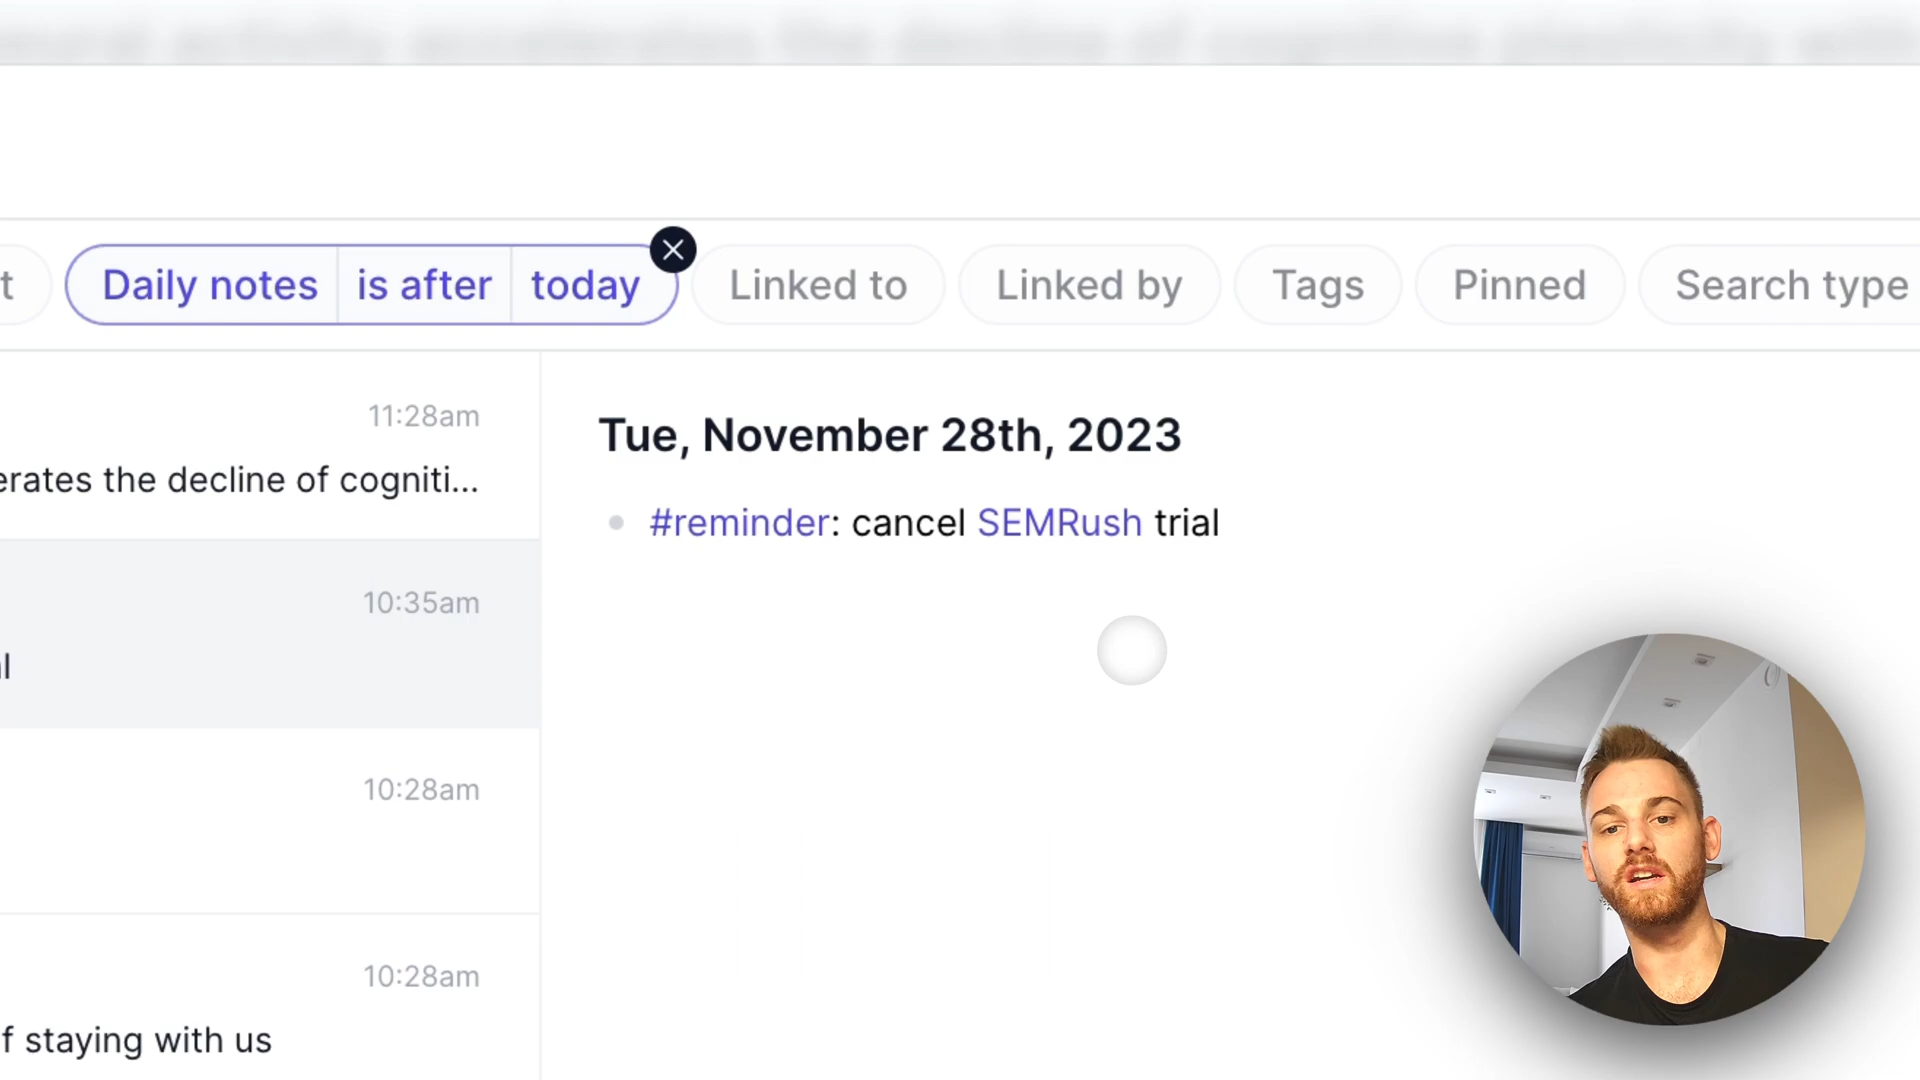 t Daily notes is after today Linked to Linked by Tags Pinned Search type
11:28am
erates the decline of cogniti...
10:35am
al
10:28am
10:28am
f staying with us
Tue, November 28th, 2023
#reminder: cancel SEMRush trial